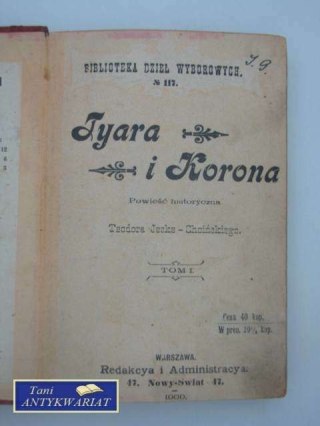 BIBLIOTEKA DZIEŁ WYBOROWYCH.
№ 117.
J. G.
Tyara
i Korona
Powieść historyczna
Teodora Jeske-Choińskiego.
TOM I.
Cena 40 kop.
W pren. 19½ kop.
WARSZAWA.
Redakcya i Administracya
47. Nowy-Świat 47.
1900.
Tani
ANTYKWARIAT